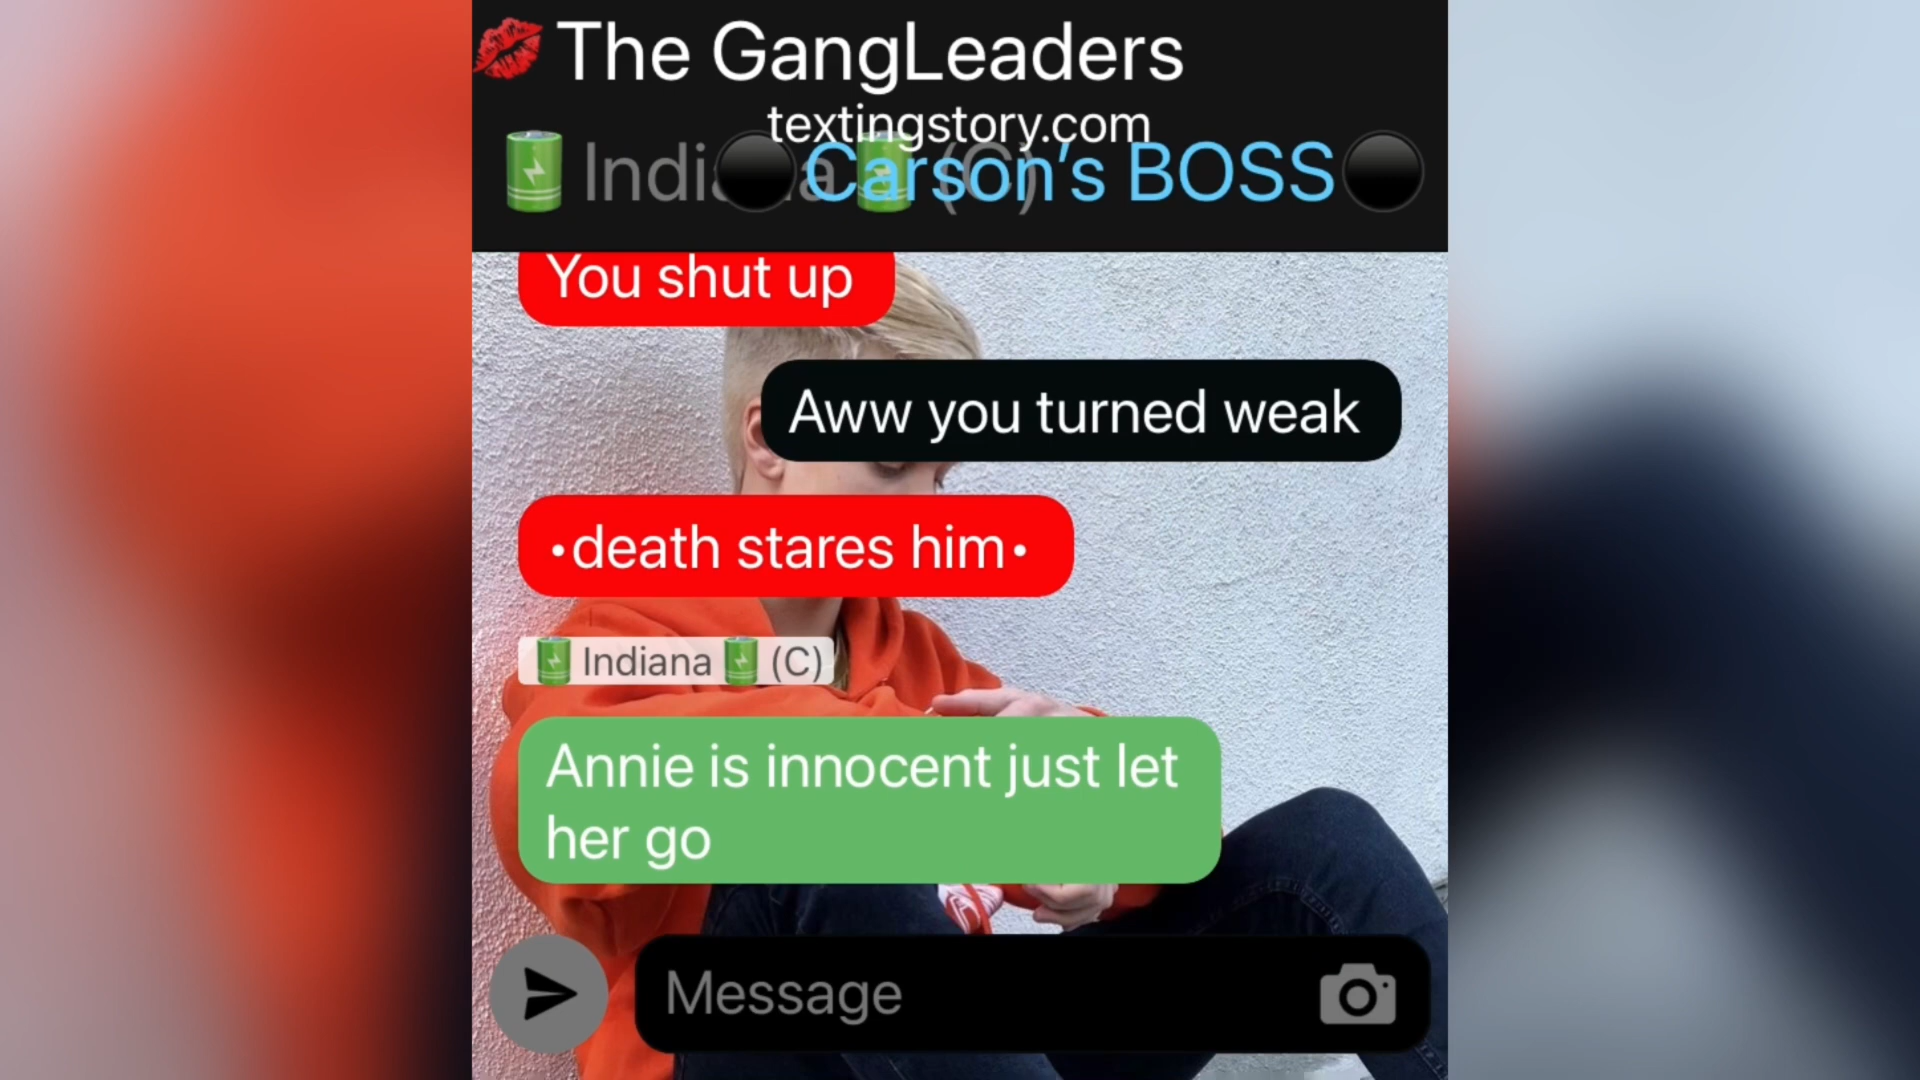 💋The GangLeaders
textingstory.com
🔋Indiana🔋(C) ⚫Carson's BOSS⚫
You shut up
Aww you turned weak
•death stares him•
🔋Indiana🔋(C)
Annie is innocent just let
her go
Message